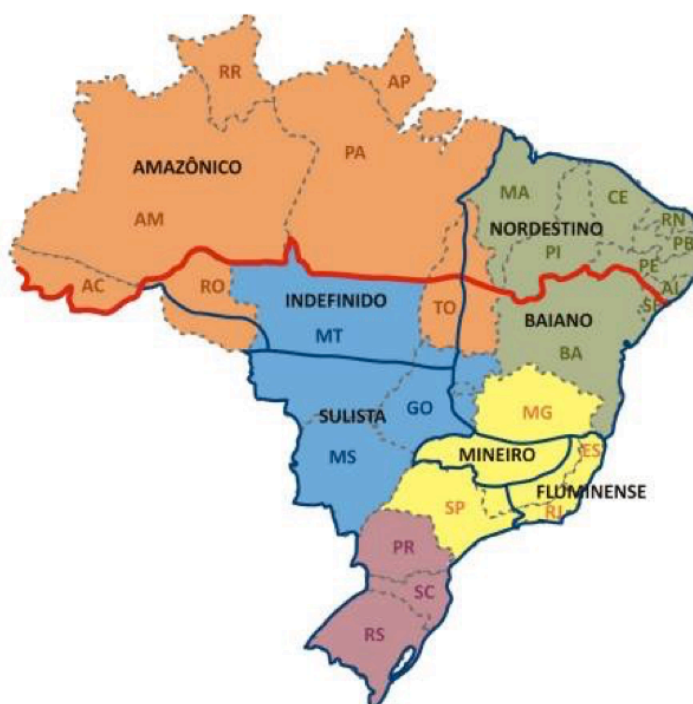 RR
AP
PA
AMAZÔNICO
MA
CE
AM
NORDESTINO
RN
PB
PI
PE
AC
RO
AL
INDEFINIDO
TO
SE
BAIANO
MT
BA
GO
SULISTA
MG
MS
MINEIRO
ES
FLUMINENSE
SP
RJ
PR
SC
RS